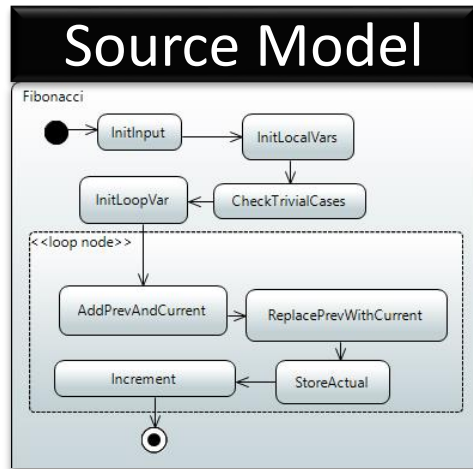 Source Model
Fibonacci
InitInput
InitLocalVars
InitLoopVar
CheckTrivialCases
<<loop node>>
AddPrevAndCurrent
ReplacePrevWithCurrent
Increment
StoreActual